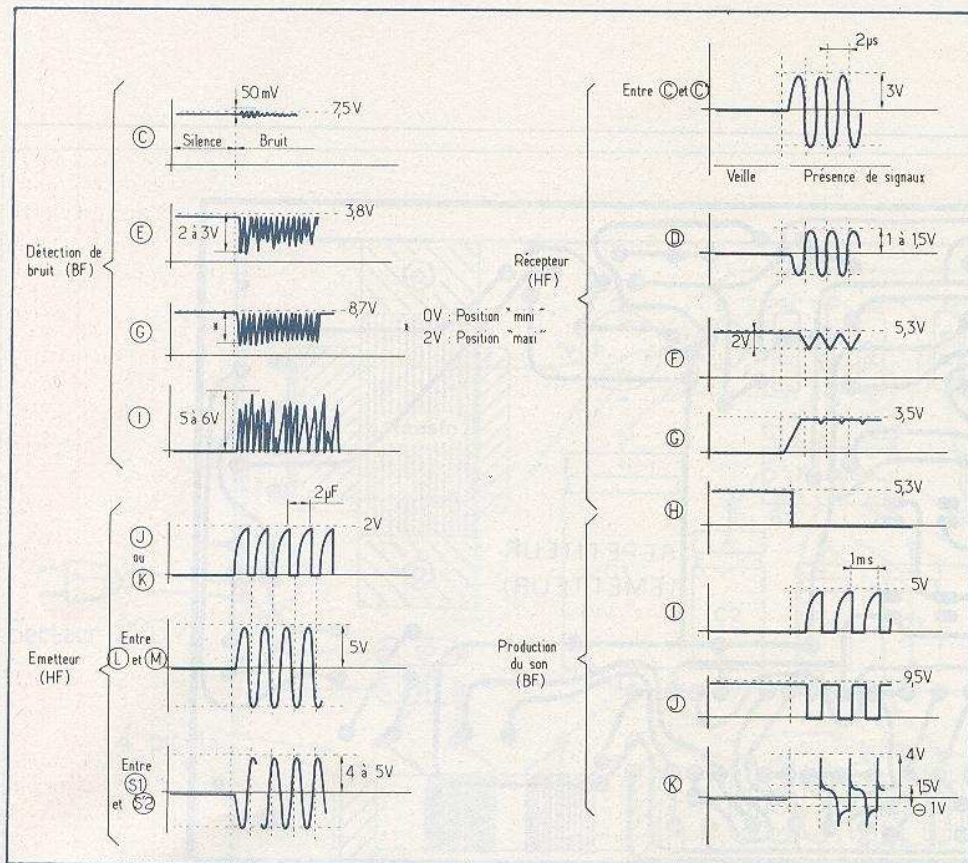 Détection de
bruit (BF)
C
50mV
7,5V
Silence
Bruit
E
2 à 3V
3,8V
G
*
8,7V
* 0V : Position "mini"
2V : Position "maxi"
I
5 à 6V
Emetteur
(HF)
J
ou
K
2µF
2V
Entre
L et M
5V
Entre
S1
et S2
4 à 5V
Récepteur
(HF)
Entre C et C'
2µs
3V
Veille
Présence de signaux
D
1 à 1,5V
F
2V
5,3V
G
3,5V
H
5,3V
Production
du son
(BF)
I
1ms
5V
J
9,5V
K
4V
1,5V
⊖ 1V